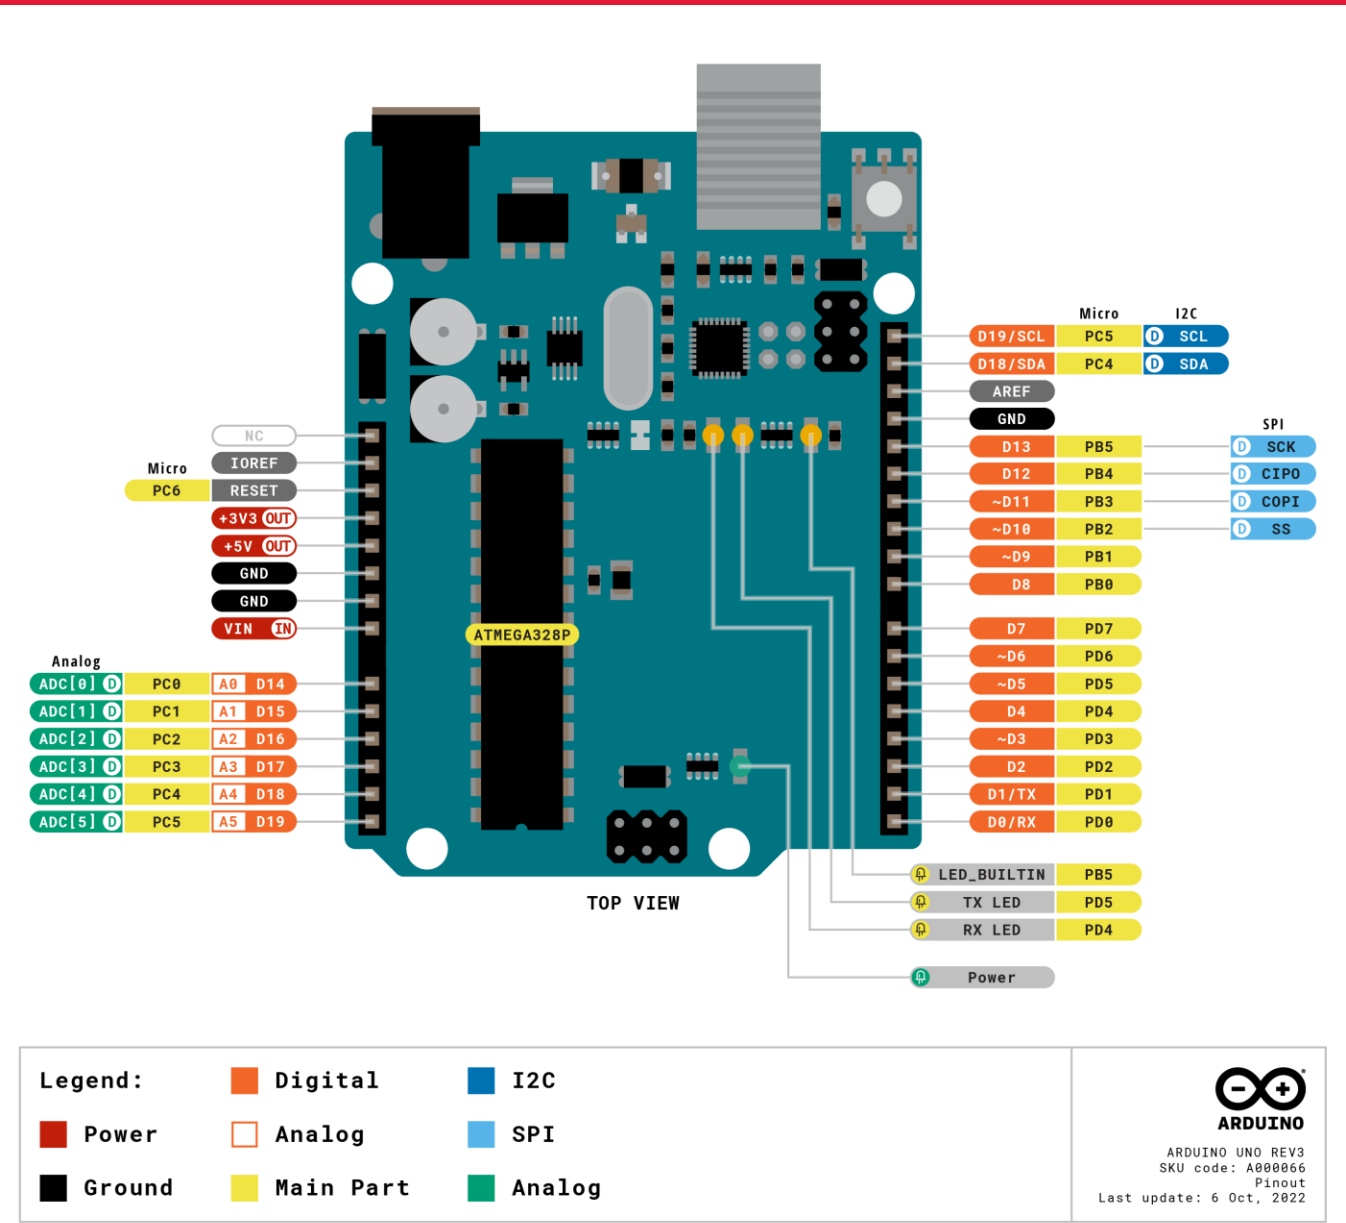 Micro I2C
D19/SCL PC5 D SCL
D18/SDA PC4 D SDA
AREF
GND
SPI
D13 PB5 D SCK
D12 PB4 D CIPO
~D11 PB3 D COPI
~D10 PB2 D SS
~D9 PB1
D8 PB0
D7 PD7
~D6 PD6
~D5 PD5
D4 PD4
~D3 PD3
D2 PD2
D1/TX PD1
D0/RX PD0
NC
IOREF
Micro
PC6 RESET
+3V3 OUT
+5V OUT
GND
GND
VIN IN
Analog
ADC[0] D PC0 A0 D14
ADC[1] D PC1 A1 D15
ADC[2] D PC2 A2 D16
ADC[3] D PC3 A3 D17
ADC[4] D PC4 A4 D18
ADC[5] D PC5 A5 D19
ATMEGA328P
LED_BUILTIN PB5
TX LED PD5
RX LED PD4
Power
TOP VIEW
Legend:
Power
Ground
Digital
Analog
Main Part
I2C
SPI
Analog
ARDUINO
ARDUINO UNO REV3
SKU code: A000066
Pinout
Last update: 6 Oct, 2022